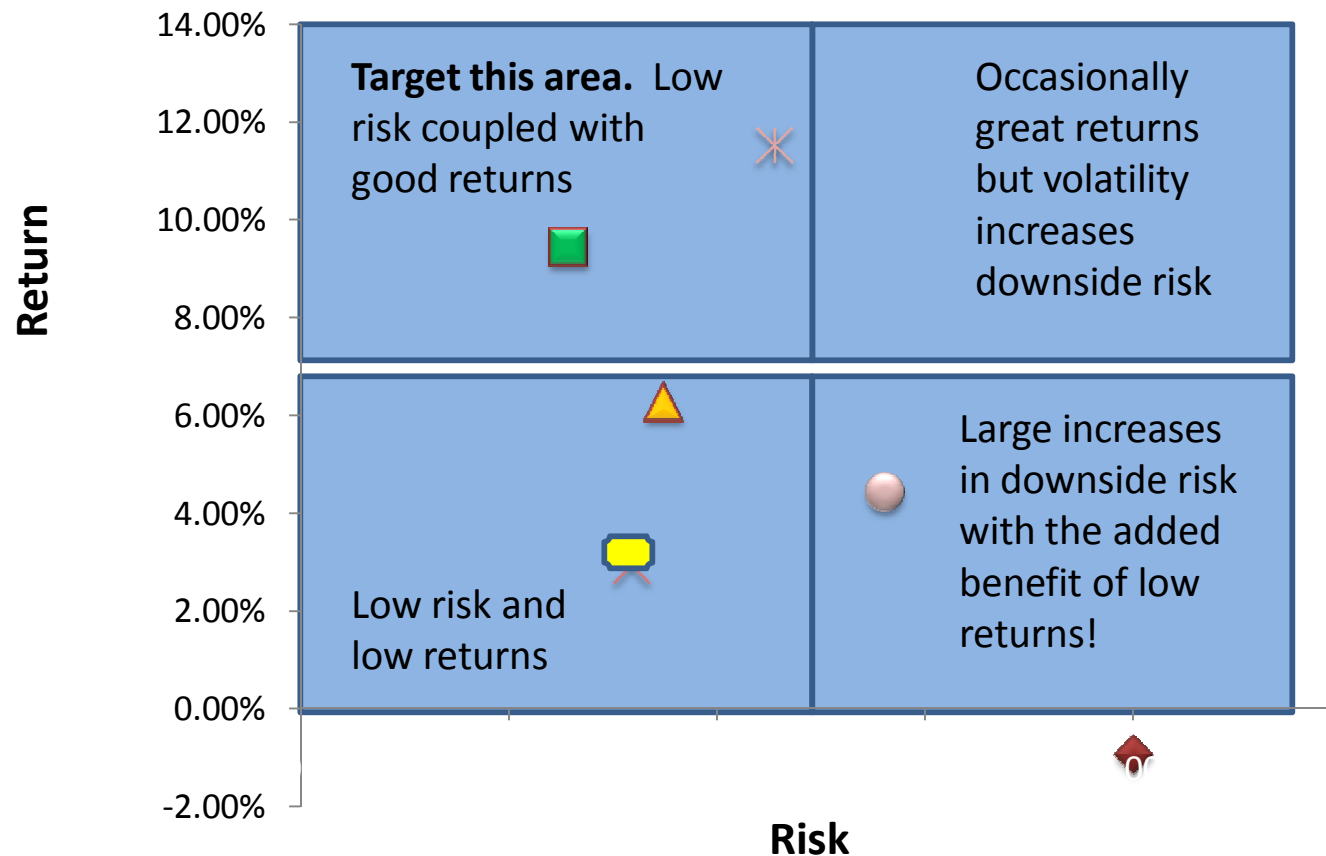 14.00%
12.00%
10.00%
8.00%
6.00%
4.00%
2.00%
0.00%
-2.00%
Return
Target this area. Low
risk coupled with
good returns
Occasionally
great returns
but volatility
increases
downside risk
Low risk and
low returns
Large increases
in downside risk
with the added
benefit of low
returns!
Risk